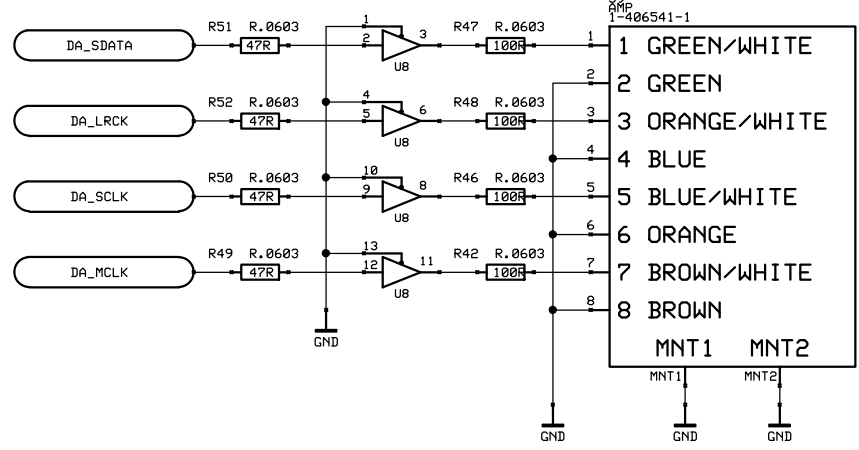 AMP
1-406541-1
R51 R.0603 1 3 R47 R.0603
DA_SDATA 47R 2 100R 1 1 GREEN/WHITE
U8
2 2 GREEN
R52 R.0603 4 6 R48 R.0603
DA_LRCK 47R 5 100R 3 3 ORANGE/WHITE
U8
4 4 BLUE
R50 R.0603 10 8 R46 R.0603
DA_SCLK 47R 9 100R 5 5 BLUE/WHITE
U8
6 6 ORANGE
R49 R.0603 13 11 R42 R.0603
DA_MCLK 47R 12 100R 7 7 BROWN/WHITE
U8
8 8 BROWN
GND
MNT1 MNT2
MNT1 MNT2
GND GND GND